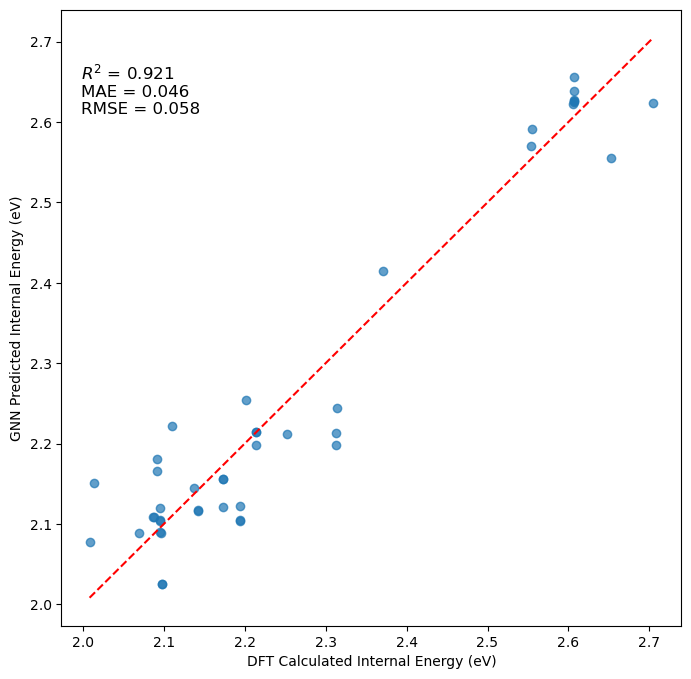 R² = 0.921
MAE = 0.046
RMSE = 0.058
GNN Predicted Internal Energy (eV)
2.7
2.6
2.5
2.4
2.3
2.2
2.1
2.0
2.0 2.1 2.2 2.3 2.4 2.5 2.6 2.7
DFT Calculated Internal Energy (eV)